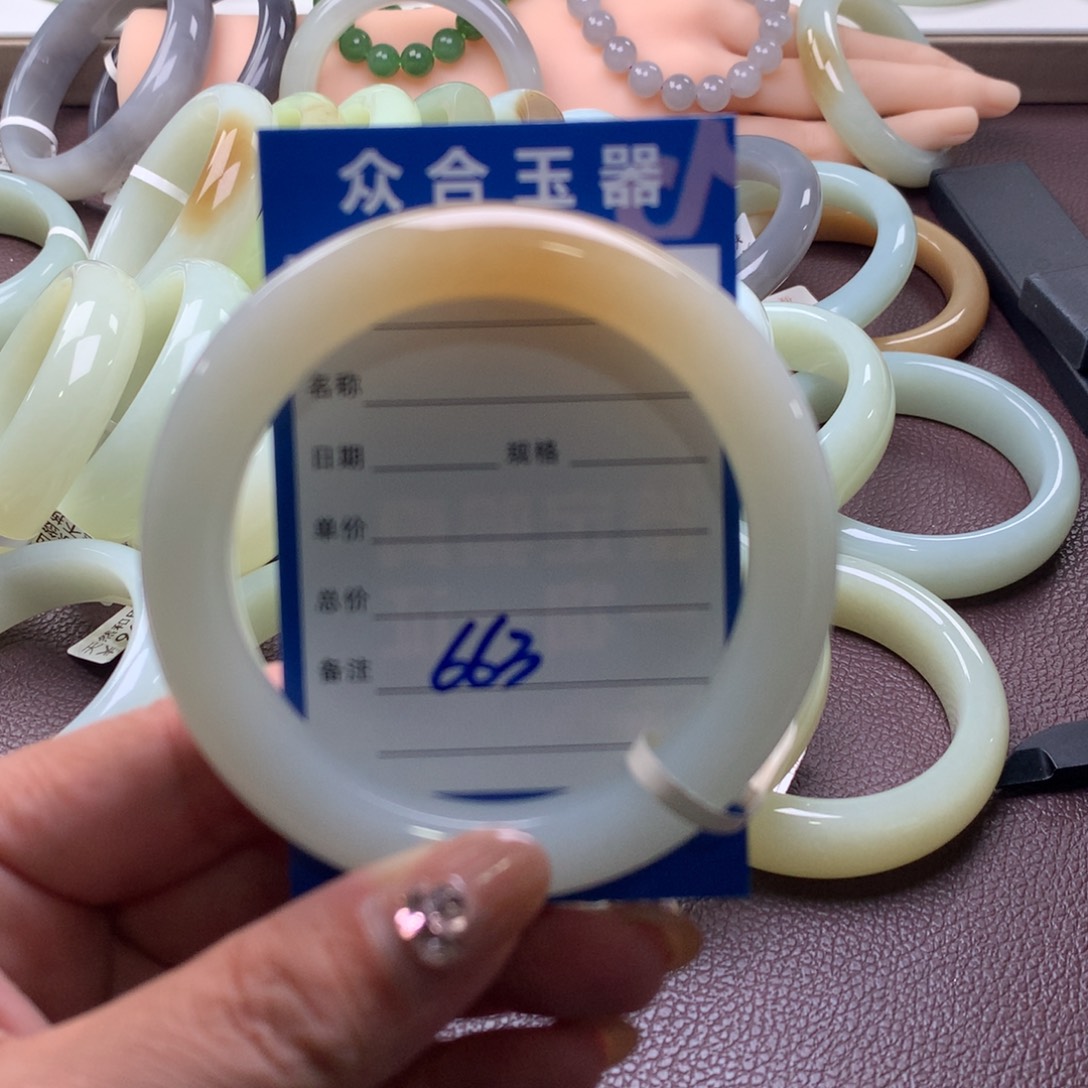 众合玉器
名称
日期 规格
单价
总价
备注 663